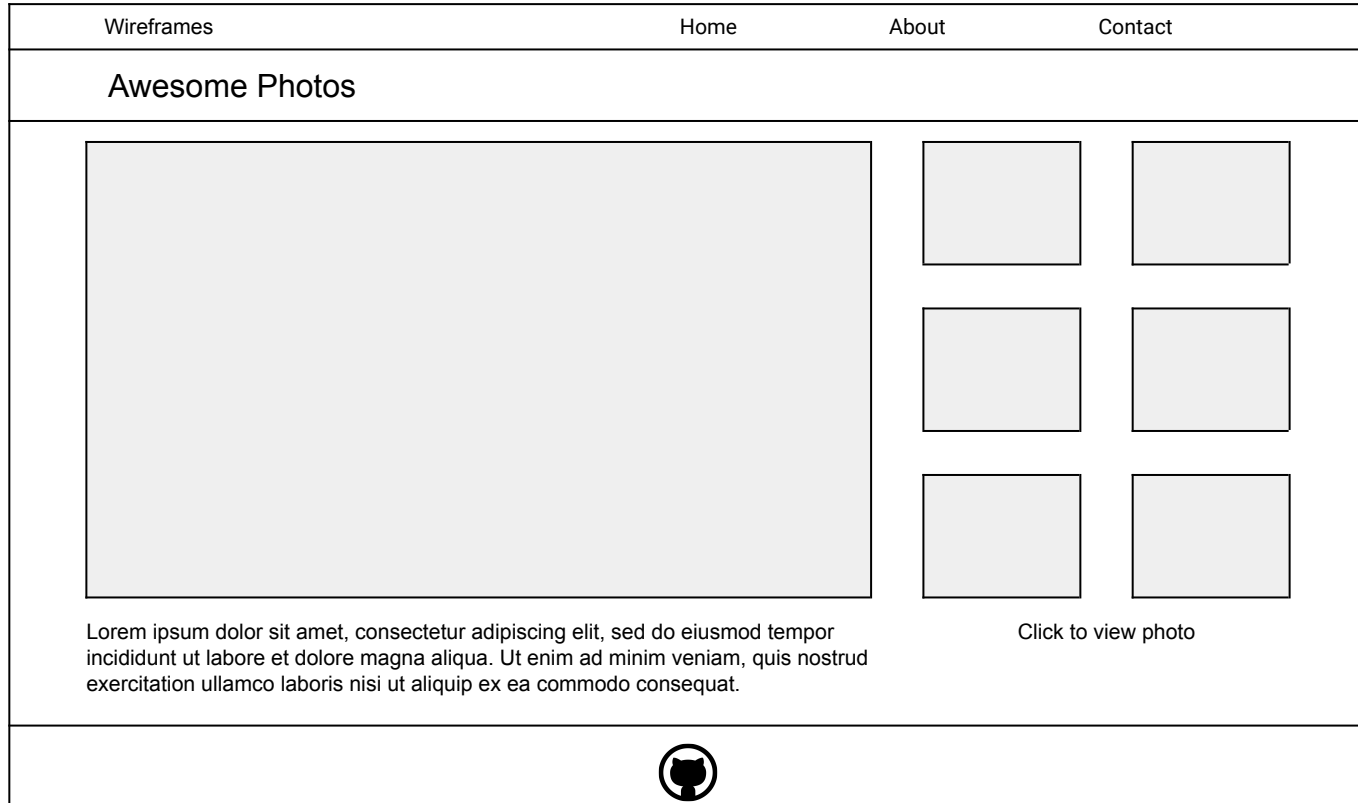 Wireframes
Home
About
Contact
Awesome Photos
Lorem ipsum dolor sit amet, consectetur adipiscing elit, sed do eiusmod tempor
incididunt ut labore et dolore magna aliqua. Ut enim ad minim veniam, quis nostrud
exercitation ullamco laboris nisi ut aliquip ex ea commodo consequat.
Click to view photo